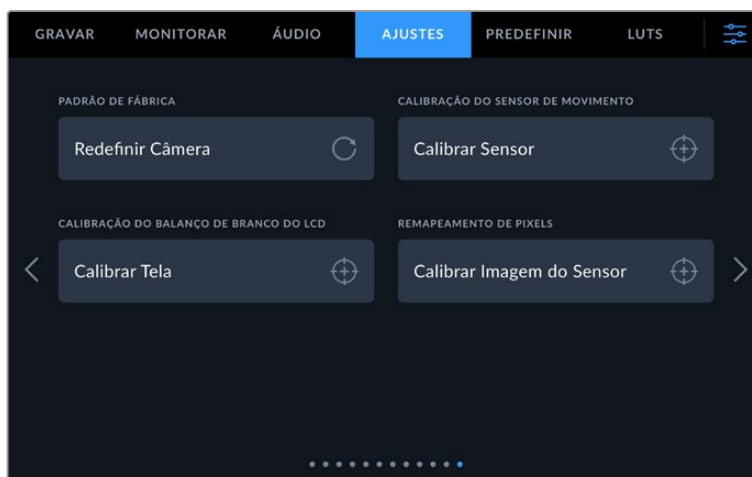 GRAVAR MONITORAR ÁUDIO AJUSTES PREDEFINIR LUTS
PADRÃO DE FÁBRICA
Redefinir Câmera
CALIBRAÇÃO DO SENSOR DE MOVIMENTO
Calibrar Sensor
CALIBRAÇÃO DO BALANÇO DE BRANCO DO LCD
Calibrar Tela
REMAPEAMENTO DE PIXELS
Calibrar Imagem do Sensor